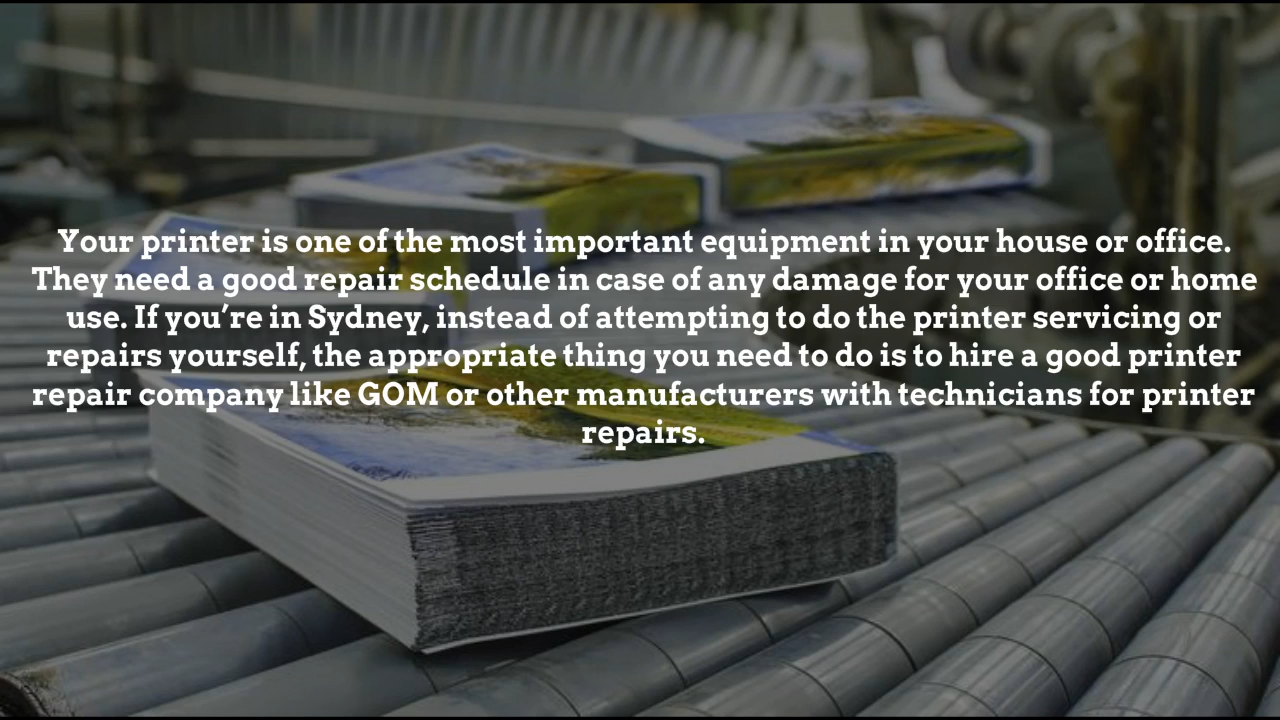 Your printer is one of the most important equipment in your house or office.
They need a good repair schedule in case of any damage for your office or home
use. If you’re in Sydney, instead of attempting to do the printer servicing or
repairs yourself, the appropriate thing you need to do is to hire a good printer
repair company like GOM or other manufacturers with technicians for printer
repairs.